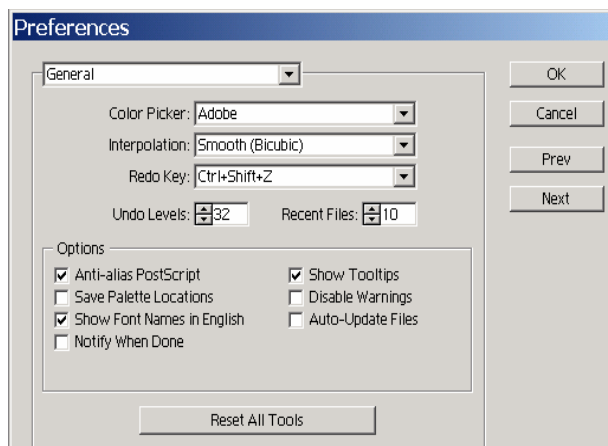 Preferences
General
OK
Color Picker: Adobe
Cancel
Interpolation: Smooth (Bicubic)
Prev
Redo Key: Ctrl+Shift+Z
Next
Undo Levels: 32 Recent Files: 10
Options
Anti-alias PostScript Show Tooltips
Save Palette Locations Disable Warnings
Show Font Names in English Auto-Update Files
Notify When Done
Reset All Tools